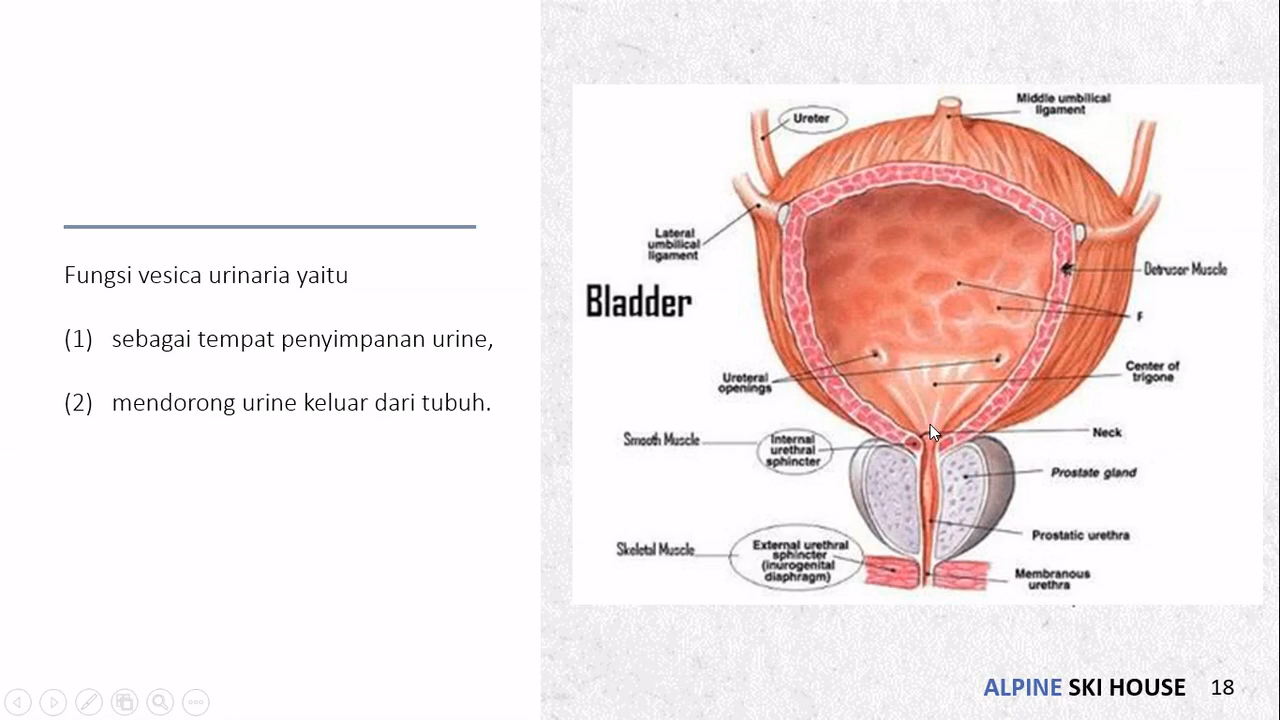 Fungsi vesica urinaria yaitu
(1) sebagai tempat penyimpanan urine,
(2) mendorong urine keluar dari tubuh.
Ureter
Middle umbilical
ligament
Lateral
umbilical
ligament
Detrusor Muscle
Bladder
F
Ureteral
openings
Center of
trigone
Neck
Smooth Muscle
Internal
urethral
sphincter
Prostate gland
Prostatic urethra
Skeletal Muscle
External urethral
sphincter
(inurogenital
diaphragm)
Membranous
urethra
ALPINE SKI HOUSE 18